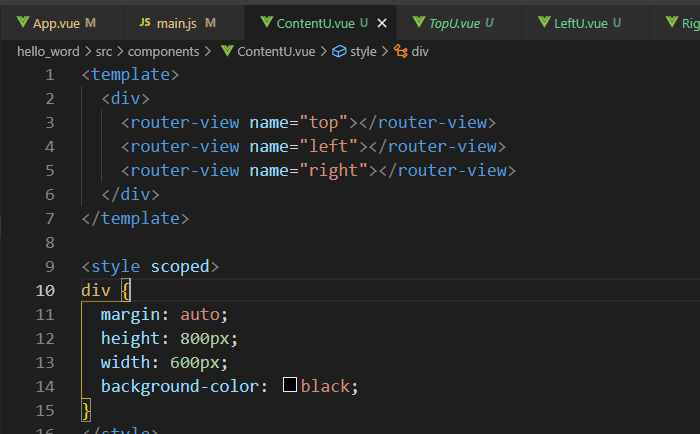 App.vue M main.js M ContentU.vue U TopU.vue U LeftU.vue U Rig
hello_word > src > components > ContentU.vue > style > div
1 <template>
2 <div>
3 <router-view name="top"></router-view>
4 <router-view name="left"></router-view>
5 <router-view name="right"></router-view>
6 </div>
7 </template>
8
9 <style scoped>
10 div {
11 margin: auto;
12 height: 800px;
13 width: 600px;
14 background-color: black;
15 }
16 </style>